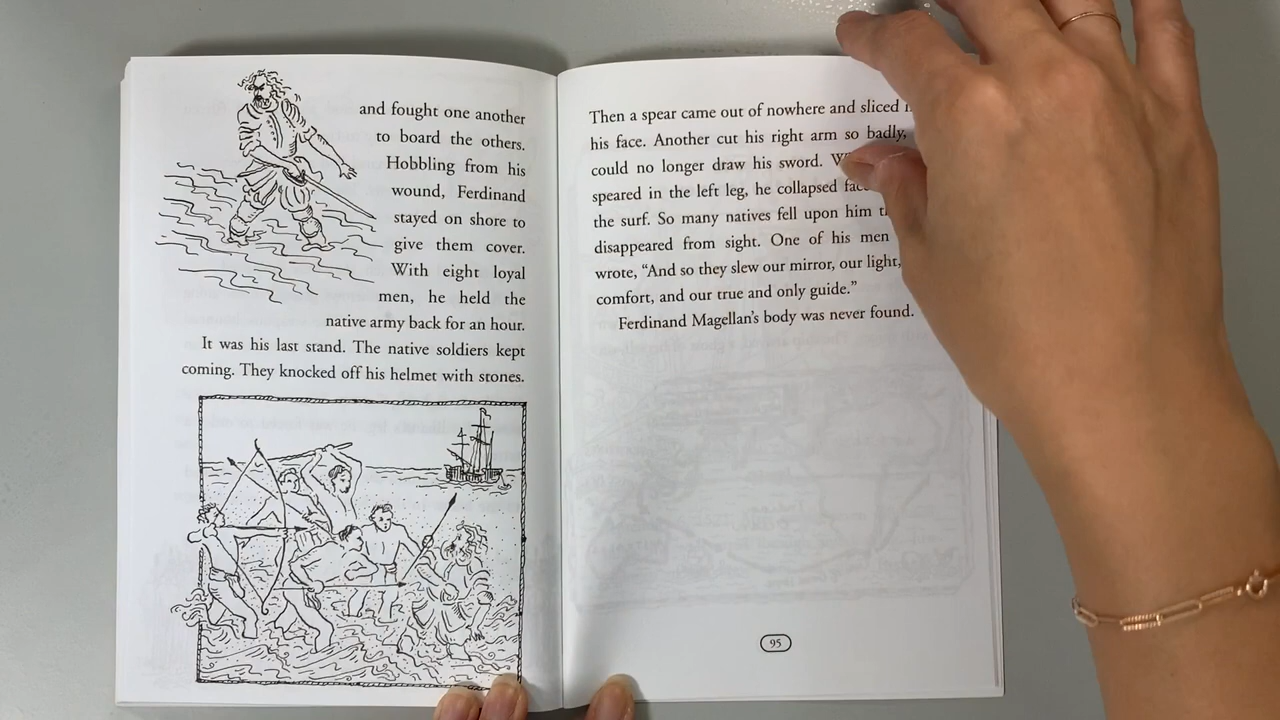 and fought one another
to board the others.
Hobbling from his
wound, Ferdinand
stayed on shore to
give them cover.
With eight loyal
men, he held the
native army back for an hour.
It was his last stand. The native soldiers kept
coming. They knocked off his helmet with stones.
Then a spear came out of nowhere and sliced
his face. Another cut his right arm so badly,
could no longer draw his sword.
speared in the left leg, he collapsed
the surf. So many natives fell upon him
disappeared from sight. One of his men
wrote, “And so they slew our mirror, our light,
comfort, and our true and only guide.”
Ferdinand Magellan’s body was never found.
95